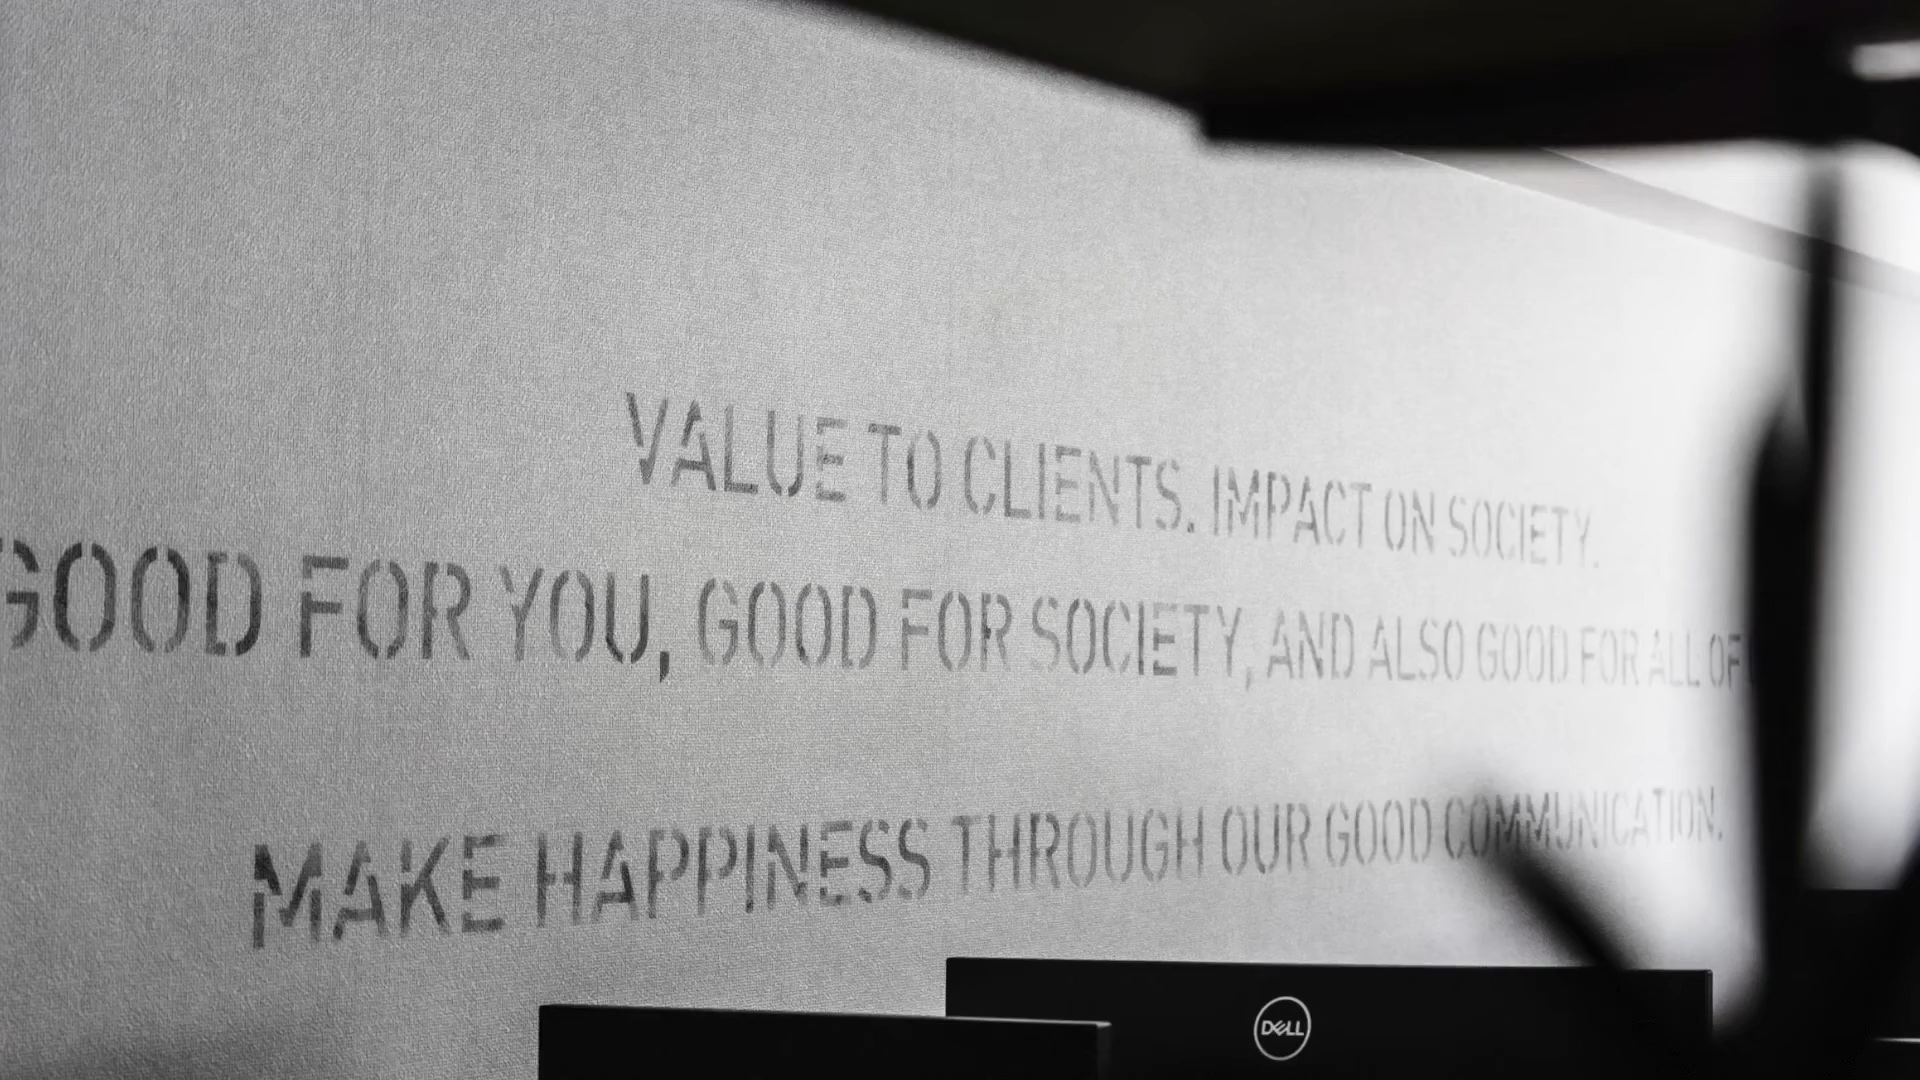 VALUE TO CLIENTS. IMPACT ON SOCIETY.
GOOD FOR YOU, GOOD FOR SOCIETY, AND ALSO GOOD FOR ALL OF
MAKE HAPPINESS THROUGH OUR GOOD COMMUNICATION.
DELL